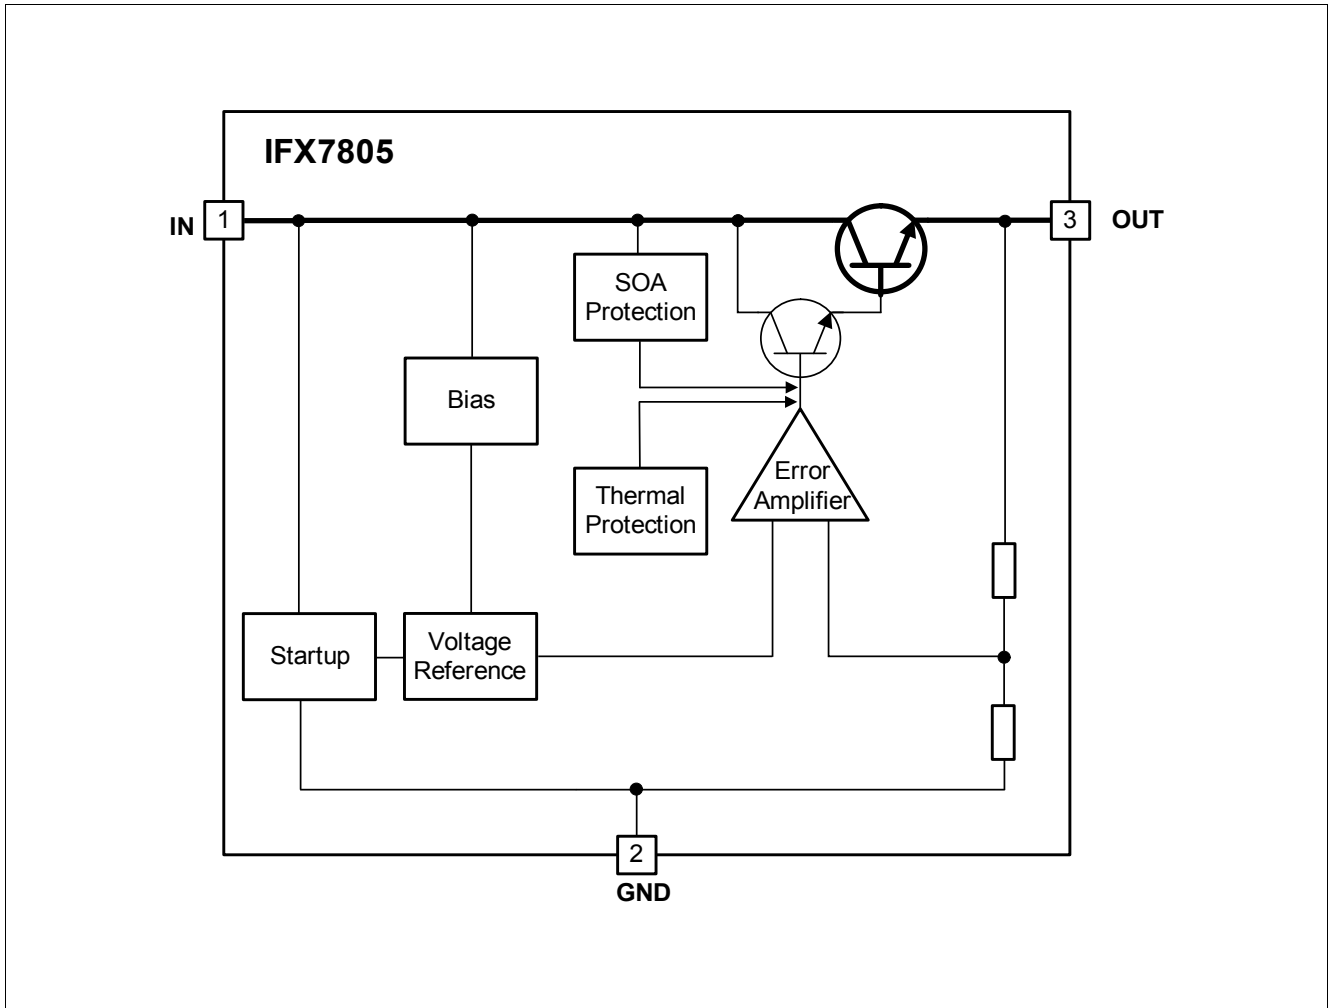 IFX7805
IN
1
3
OUT
SOA
Protection
Bias
Error
Amplifier
Thermal
Protection
Startup
Voltage
Reference
2
GND